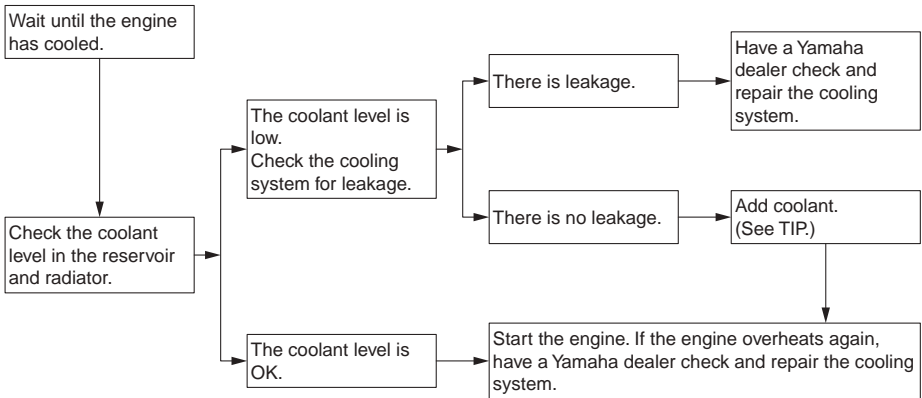 Wait until the engine
has cooled.
Check the coolant
level in the reservoir
and radiator.
The coolant level is
low.
Check the cooling
system for leakage.
The coolant level is
OK.
There is leakage.
There is no leakage.
Have a Yamaha
dealer check and
repair the cooling
system.
Add coolant.
(See TIP.)
Start the engine. If the engine overheats again,
have a Yamaha dealer check and repair the cooling
system.